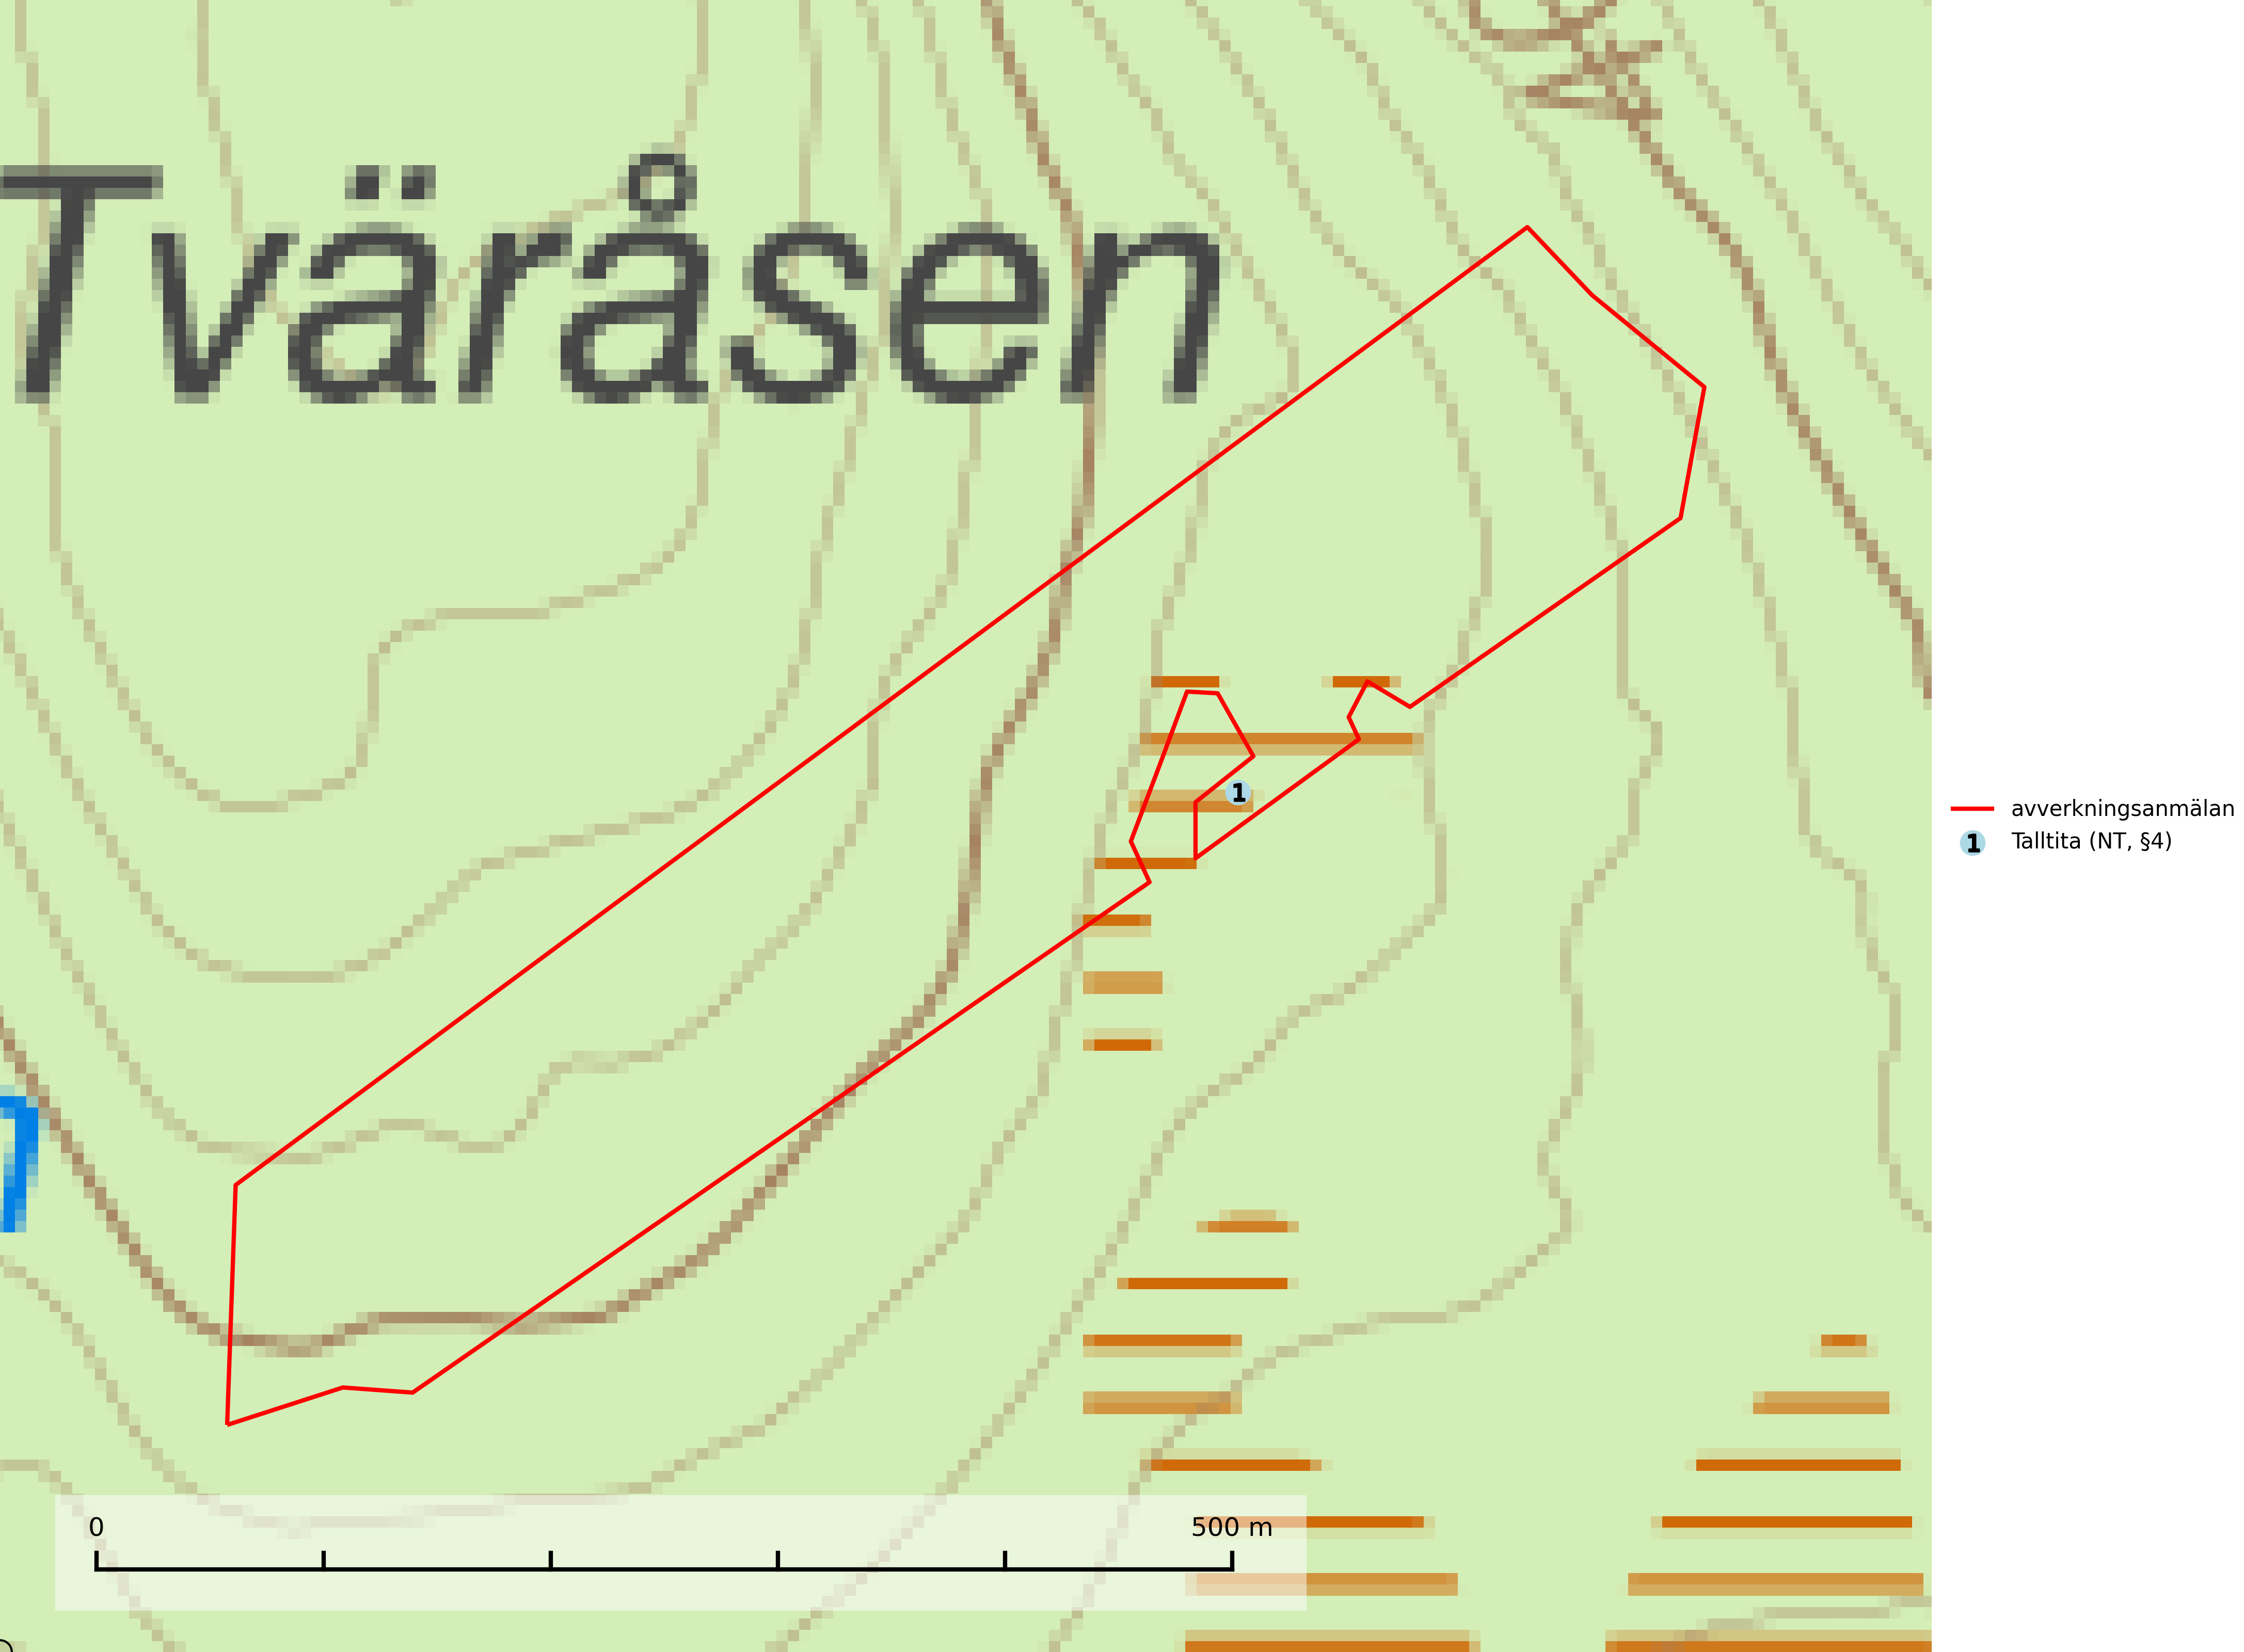 Tväråsen
1
avverkningsanmälan
1 Talltita (NT, §4)
0 500 m